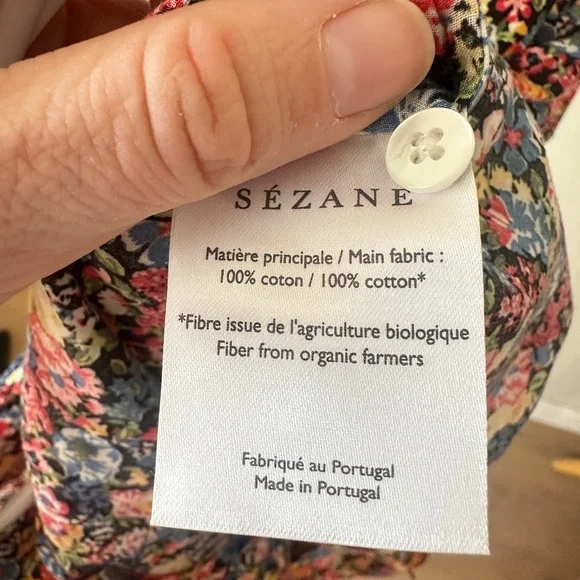 SÉZANE
Matière principale / Main fabric :
100% coton / 100% cotton*
*Fibre issue de l'agriculture biologique
Fiber from organic farmers
Fabriqué au Portugal
Made in Portugal